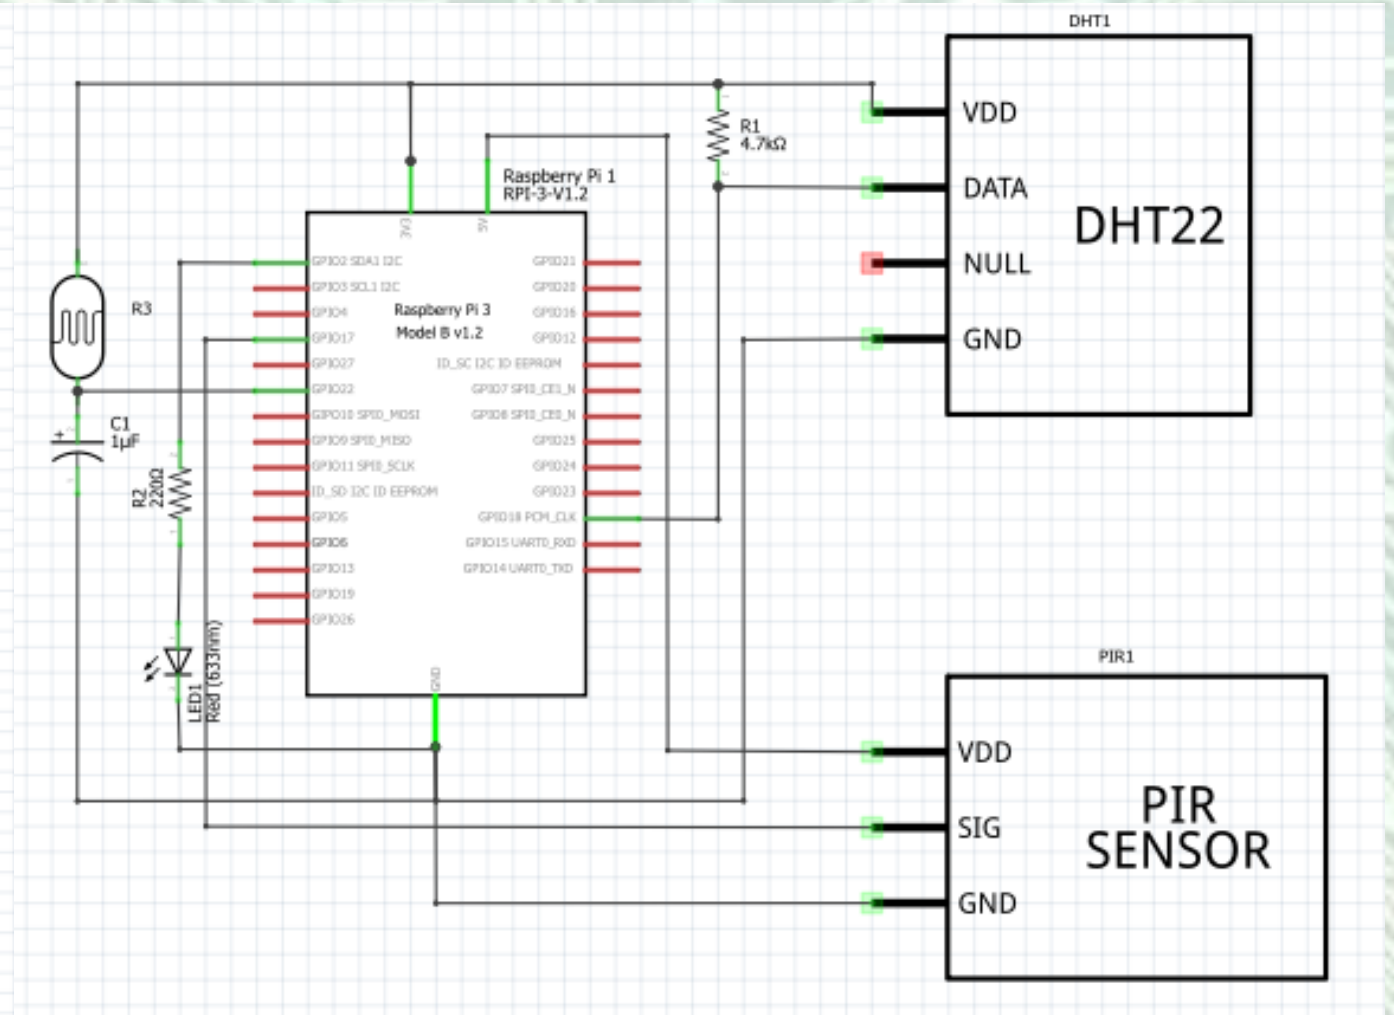 DHT1
VDD
DATA
DHT22
NULL
GND
R1
4.7kΩ
Raspberry Pi 1
RPI-3-V1.2
3V3
5V
GPIO2 SDA1 I2C
GPIO3 SCL1 I2C
GPIO4
GPIO17
GPIO27
GPIO22
GIPO10 SPI0_MOSI
GPIO9 SPI0_MISO
GPIO11 SPI0_SCLK
ID_SD I2C ID EEPROM
GPIO5
GPIO6
GPIO13
GPIO19
GPIO26
Raspberry Pi 3
Model B v1.2
GPIO21
GPIO20
GPIO16
GPIO12
ID_SC I2C ID EEPROM
GPIO7 SPI0_CE1_N
GPIO8 SPI0_CE0_N
GPIO25
GPIO24
GPIO23
GPIO18 PCM_CLK
GPIO15 UART0_RXD
GPIO14 UART0_TXD
GND
R3
C1
1µF
+
R2
220Ω
LED1
Red (633nm)
PIR1
VDD
PIR
SENSOR
SIG
GND